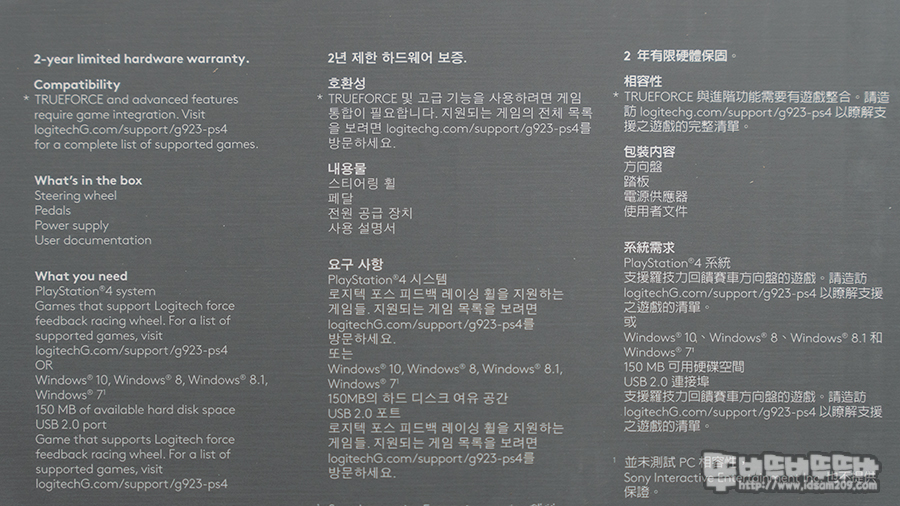 2-year limited hardware warranty.
Compatibility
* TRUEFORCE and advanced features
require game integration. Visit
logitechG.com/support/g923-ps4
for a complete list of supported games.
What's in the box
Steering wheel
Pedals
Power supply
User documentation
What you need
PlayStation®4 system
Games that support Logitech force
feedback racing wheel. For a list of
supported games, visit
logitechG.com/support/g923-ps4
OR
Windows® 10, Windows® 8, Windows® 8.1,
Windows® 7¹
150 MB of available hard disk space
USB 2.0 port
Game that supports Logitech force
feedback racing wheel. For a list of
supported games, visit
logitechG.com/support/g923-ps4
2년 제한 하드웨어 보증.
호환성
* TRUEFORCE 및 고급 기능을 사용하려면 게임
통합이 필요합니다. 지원되는 게임의 전체 목록
을 보려면 logitechg.com/support/g923-ps4를
방문하세요.
내용물
스티어링 휠
페달
전원 공급 장치
사용 설명서
요구 사항
PlayStation®4 시스템
로지텍 포스 피드백 레이싱 휠을 지원하는
게임들. 지원되는 게임 목록을 보려면
logitechG.com/support/g923-ps4를
방문하세요.
또는
Windows® 10, Windows® 8, Windows® 8.1,
Windows® 7¹
150MB의 하드 디스크 여유 공간
USB 2.0 포트
로지텍 포스 피드백 레이싱 휠을 지원하는
게임들. 지원되는 게임 목록을 보려면
logitechG.com/support/g923-ps4를
방문하세요.
2 年有限硬體保固。
相容性
* TRUEFORCE 與進階功能需要有遊戲整合。請造
訪 logitechg.com/support/g923-ps4 以瞭解支
援之遊戲的完整清單。
包裝內容
方向盤
踏板
電源供應器
使用者文件
系統需求
PlayStation®4 系統
支援羅技力回饋賽車方向盤的遊戲。請造訪
logitechG.com/support/g923-ps4 以瞭解支援
之遊戲的清單。
或
Windows® 10、Windows® 8、Windows® 8.1 和
Windows® 7¹
150 MB 可用硬碟空間
USB 2.0 連接埠
支援羅技力回饋賽車方向盤的遊戲。請造訪
logitechG.com/support/g923-ps4 以瞭解支援
之遊戲的清單。
¹ 並未測試 PC 相容性
Sony Interactive Entertainment
保證。
http://www.idsam209.com